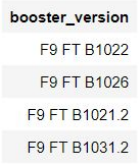 booster_version
F9 FT B1022
F9 FT B1026
F9 FT B1021.2
F9 FT B1031.2